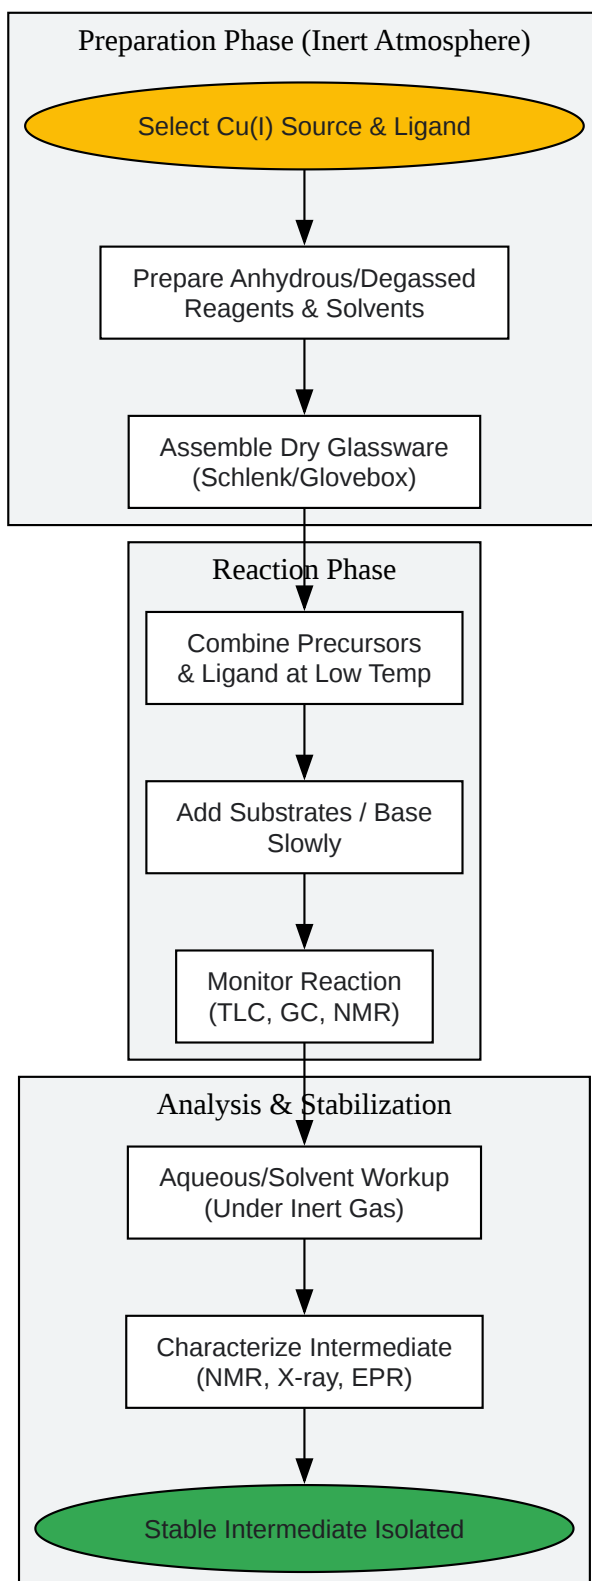 Preparation Phase (Inert Atmosphere)
Select Cu(I) Source & Ligand
Prepare Anhydrous/Degassed
Reagents & Solvents
Assemble Dry Glassware
(Schlenk/Glovebox)
Reaction Phase
Combine Precursors
& Ligand at Low Temp
Add Substrates / Base
Slowly
Monitor Reaction
(TLC, GC, NMR)
Analysis & Stabilization
Aqueous/Solvent Workup
(Under Inert Gas)
Characterize Intermediate
(NMR, X-ray, EPR)
Stable Intermediate Isolated